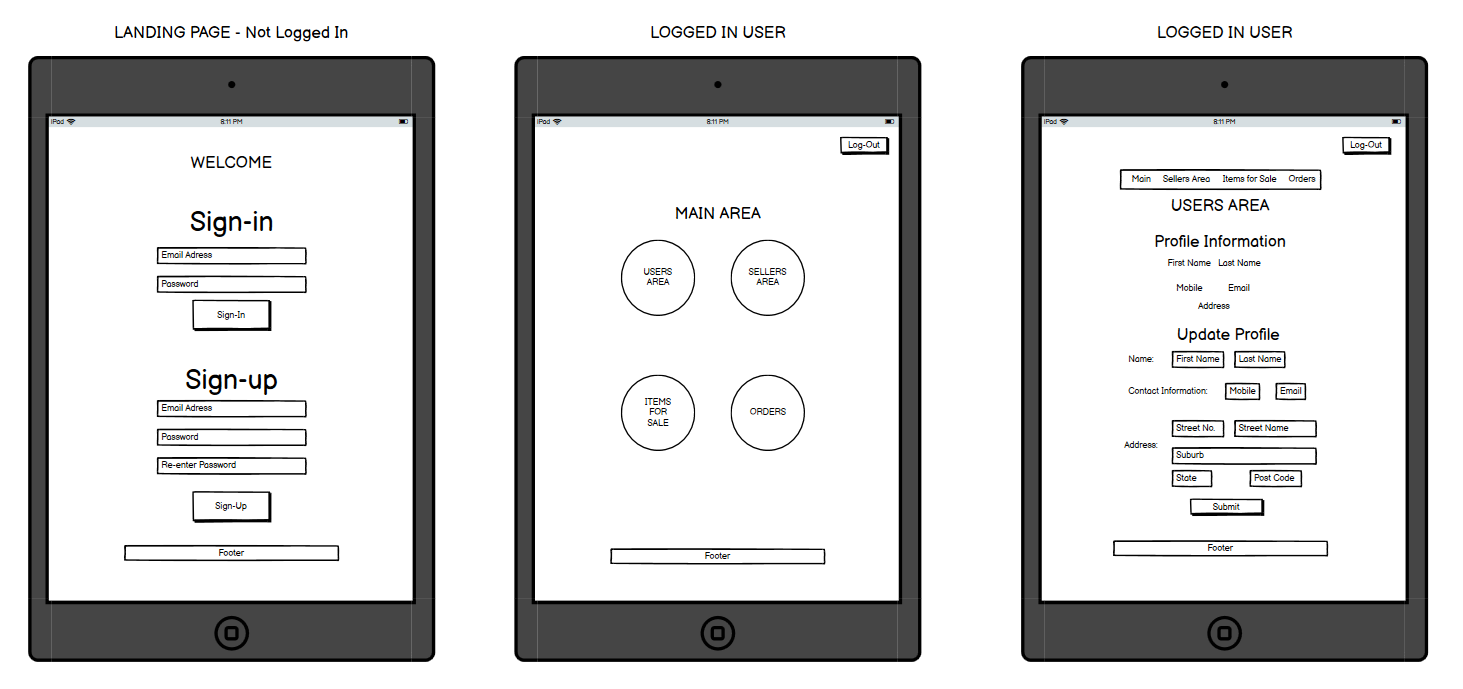 LANDING PAGE - Not Logged In
iPad 8:11 PM
WELCOME
Sign-in
Email Adress
Password
Sign-In
Sign-up
Email Adress
Password
Re-enter Password
Sign-Up
Footer
LOGGED IN USER
iPad 8:11 PM
Log-Out
MAIN AREA
USERS
AREA
SELLERS
AREA
ITEMS
FOR
SALE
ORDERS
Footer
LOGGED IN USER
iPad 8:11 PM
Log-Out
Main Sellers Area Items for Sale Orders
USERS AREA
Profile Information
First Name Last Name
Mobile Email
Address
Update Profile
Name: First Name Last Name
Contact Information: Mobile Email
Street No. Street Name
Address:
Suburb
State Post Code
Submit
Footer